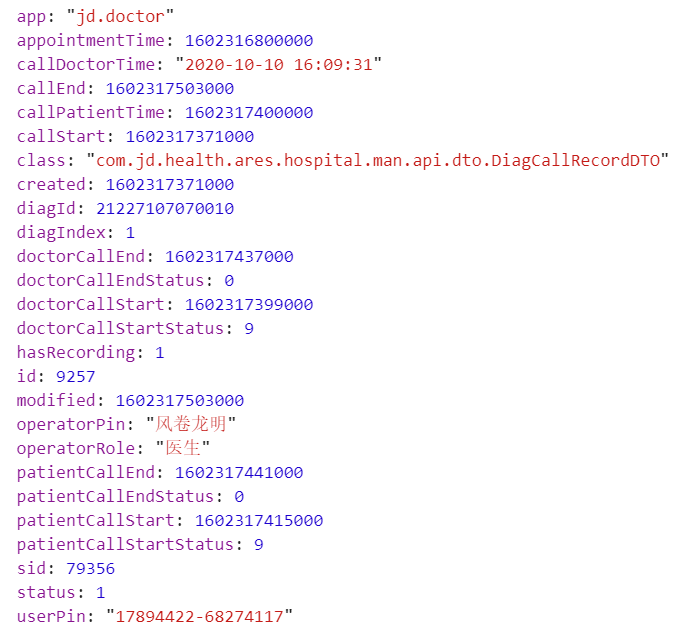 app: "jd.doctor"
appointmentTime: 1602316800000
callDoctorTime: "2020-10-10 16:09:31"
callEnd: 1602317503000
callPatientTime: 1602317400000
callStart: 1602317371000
class: "com.jd.health.ares.hospital.man.api.dto.DiagCallRecordDTO"
created: 1602317371000
diagId: 21227107070010
diagIndex: 1
doctorCallEnd: 1602317437000
doctorCallEndStatus: 0
doctorCallStart: 1602317399000
doctorCallStartStatus: 9
hasRecording: 1
id: 9257
modified: 1602317503000
operatorPin: "风卷龙明"
operatorRole: "医生"
patientCallEnd: 1602317441000
patientCallEndStatus: 0
patientCallStart: 1602317415000
patientCallStartStatus: 9
sid: 79356
status: 1
userPin: "17894422-68274117"